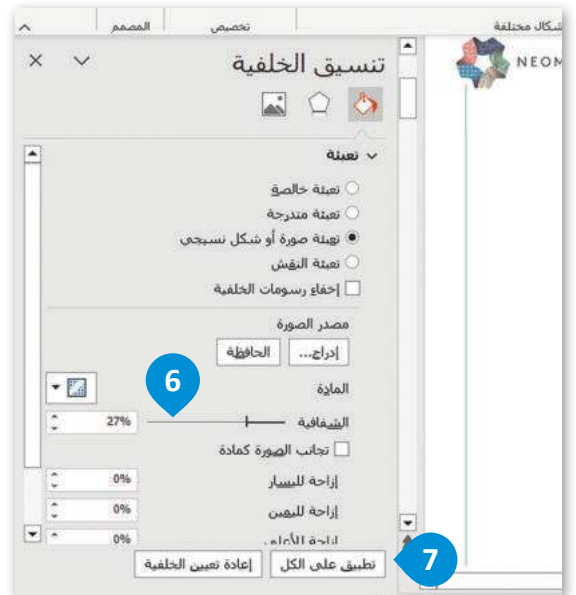 أشكال مختلفة
تخصيص
المصمم
NEOM
تنسيق الخلفية
تعبئة
تعبئة خالصة
تعبئة متدرجة
تعبئة صورة أو شكل نسيجي
تعبئة النقش
إخفاء رسومات الخلفية
مصدر الصورة
إدراج...
الحافظة
المادة
6
الشفافية
27%
تجانب الصورة كمادة
إزاحة لليسار
0%
إزاحة لليمين
0%
إزاحة للأعلى
0%
تطبيق على الكل
إعادة تعيين الخلفية
7